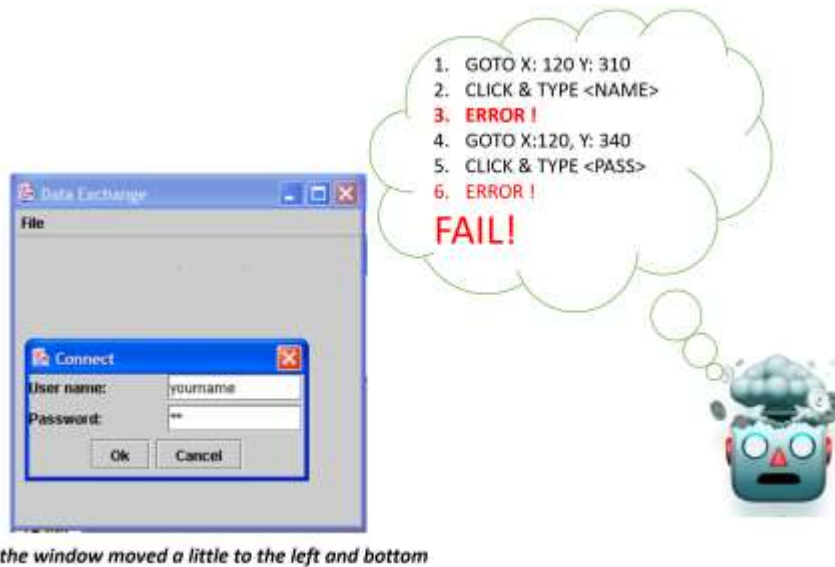 1. GOTO X: 120 Y: 310
2. CLICK & TYPE <NAME>
3. ERROR !
4. GOTO X:120, Y: 340
5. CLICK & TYPE <PASS>
6. ERROR !
FAIL!
Data Exchange
File
Connect
User name: yourname
Password: **
Ok Cancel
the window moved a little to the left and bottom